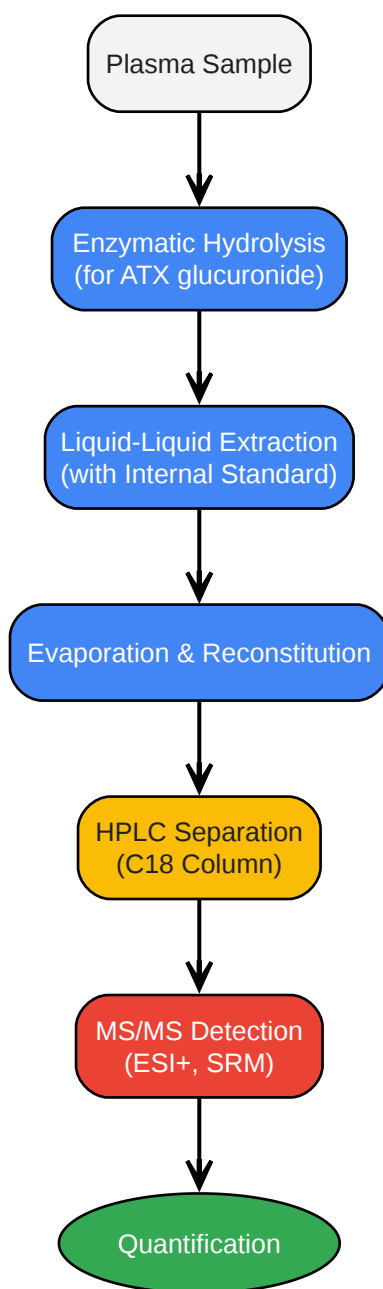 Plasma Sample
Enzymatic Hydrolysis
(for ATX glucuronide)
Liquid-Liquid Extraction
(with Internal Standard)
Evaporation & Reconstitution
HPLC Separation
(C18 Column)
MS/MS Detection
(ESI+, SRM)
Quantification